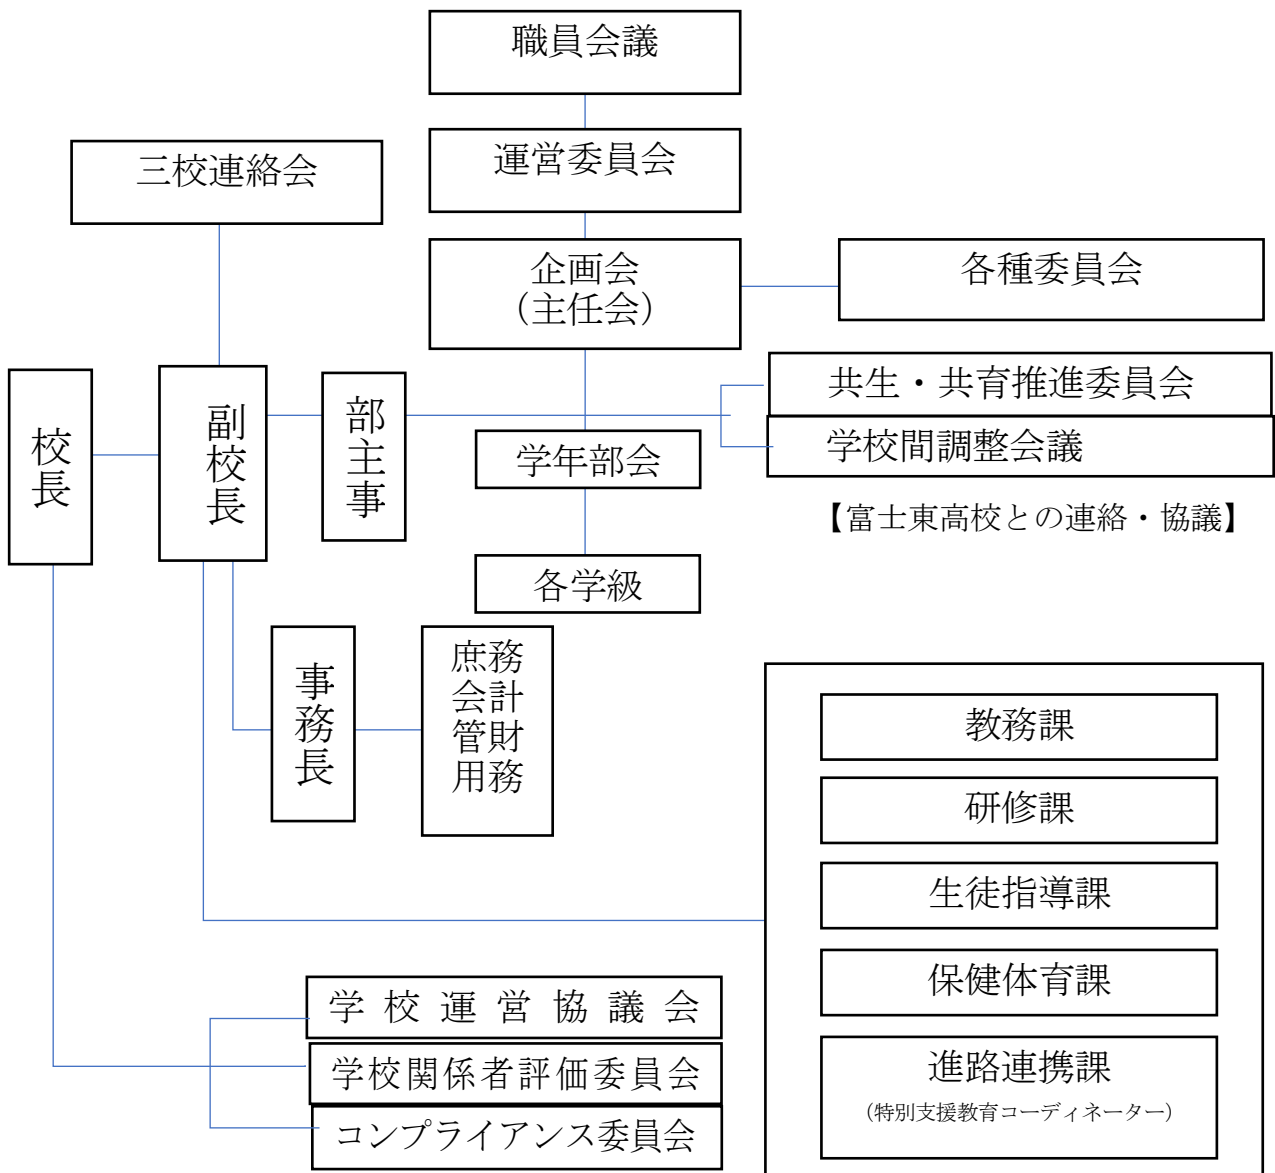 職員会議
運営委員会
三校連絡会
企画会
（主任会）
各種委員会
共生・共育推進委員会
学校間調整会議
【富士東高校との連絡・協議】
校長
副校長
部主事
学年部会
各学級
事務長
庶務
会計
管財
用務
教務課
研修課
生徒指導課
保健体育課
進路連携課
（特別支援教育コーディネーター）
学校運営協議会
学校関係者評価委員会
コンプライアンス委員会